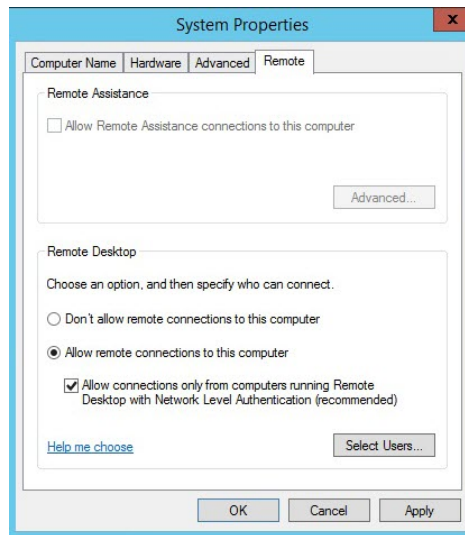 System Properties
x
Computer Name Hardware Advanced Remote
Remote Assistance
Allow Remote Assistance connections to this computer
Advanced...
Remote Desktop
Choose an option, and then specify who can connect.
Don't allow remote connections to this computer
Allow remote connections to this computer
Allow connections only from computers running Remote
Desktop with Network Level Authentication (recommended)
Help me choose Select Users...
OK Cancel Apply